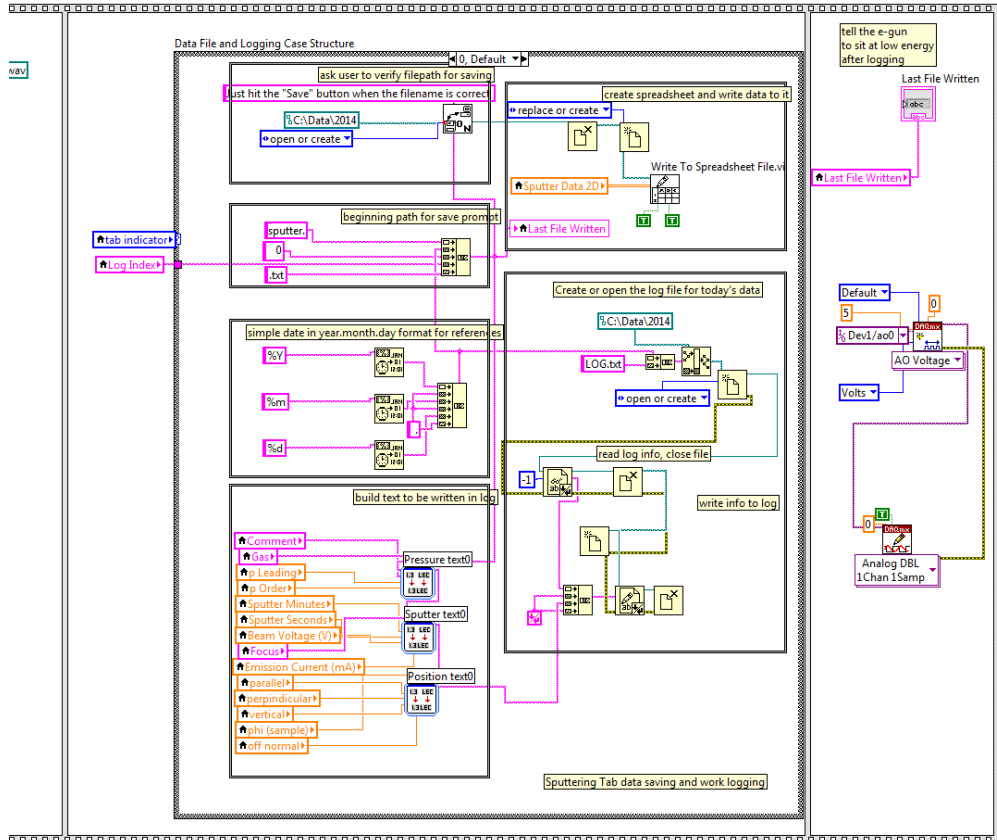 wav
Data File and Logging Case Structure
0, Default
ask user to verify filepath for saving
Just hit the "Save" button when the filename is correct
C:\Data\2014
open or create
create spreadsheet and write data to it
replace or create
Write To Spreadsheet File.vi
Sputter Data 2D
T
T
Last File Written
beginning path for save prompt
sputter.
0
.txt
tab indicator
Log Index
simple date in year.month.day format for references
%Y
%m
%d
.
Create or open the log file for today's data
C:\Data\2014
LOG.txt
open or create
read log info, close file
-1
write info to log
build text to be written in log
Comment
Gas
p Leading
p Order
Sputter Minutes
Sputter Seconds
Beam Voltage (V)
Focus
Emission Current (mA)
parallel
perpindicular
vertical
phi (sample)
off normal
Pressure text0
Sputter text0
Position text0
Sputtering Tab data saving and work logging
tell the e-gun
to sit at low energy
after logging
Last File Written
abc
Last File Written
Default
5
0
Dev1/ao0
DAQmx
AO Voltage
Volts
T
0
DAQmx
Analog DBL
1Chan 1Samp